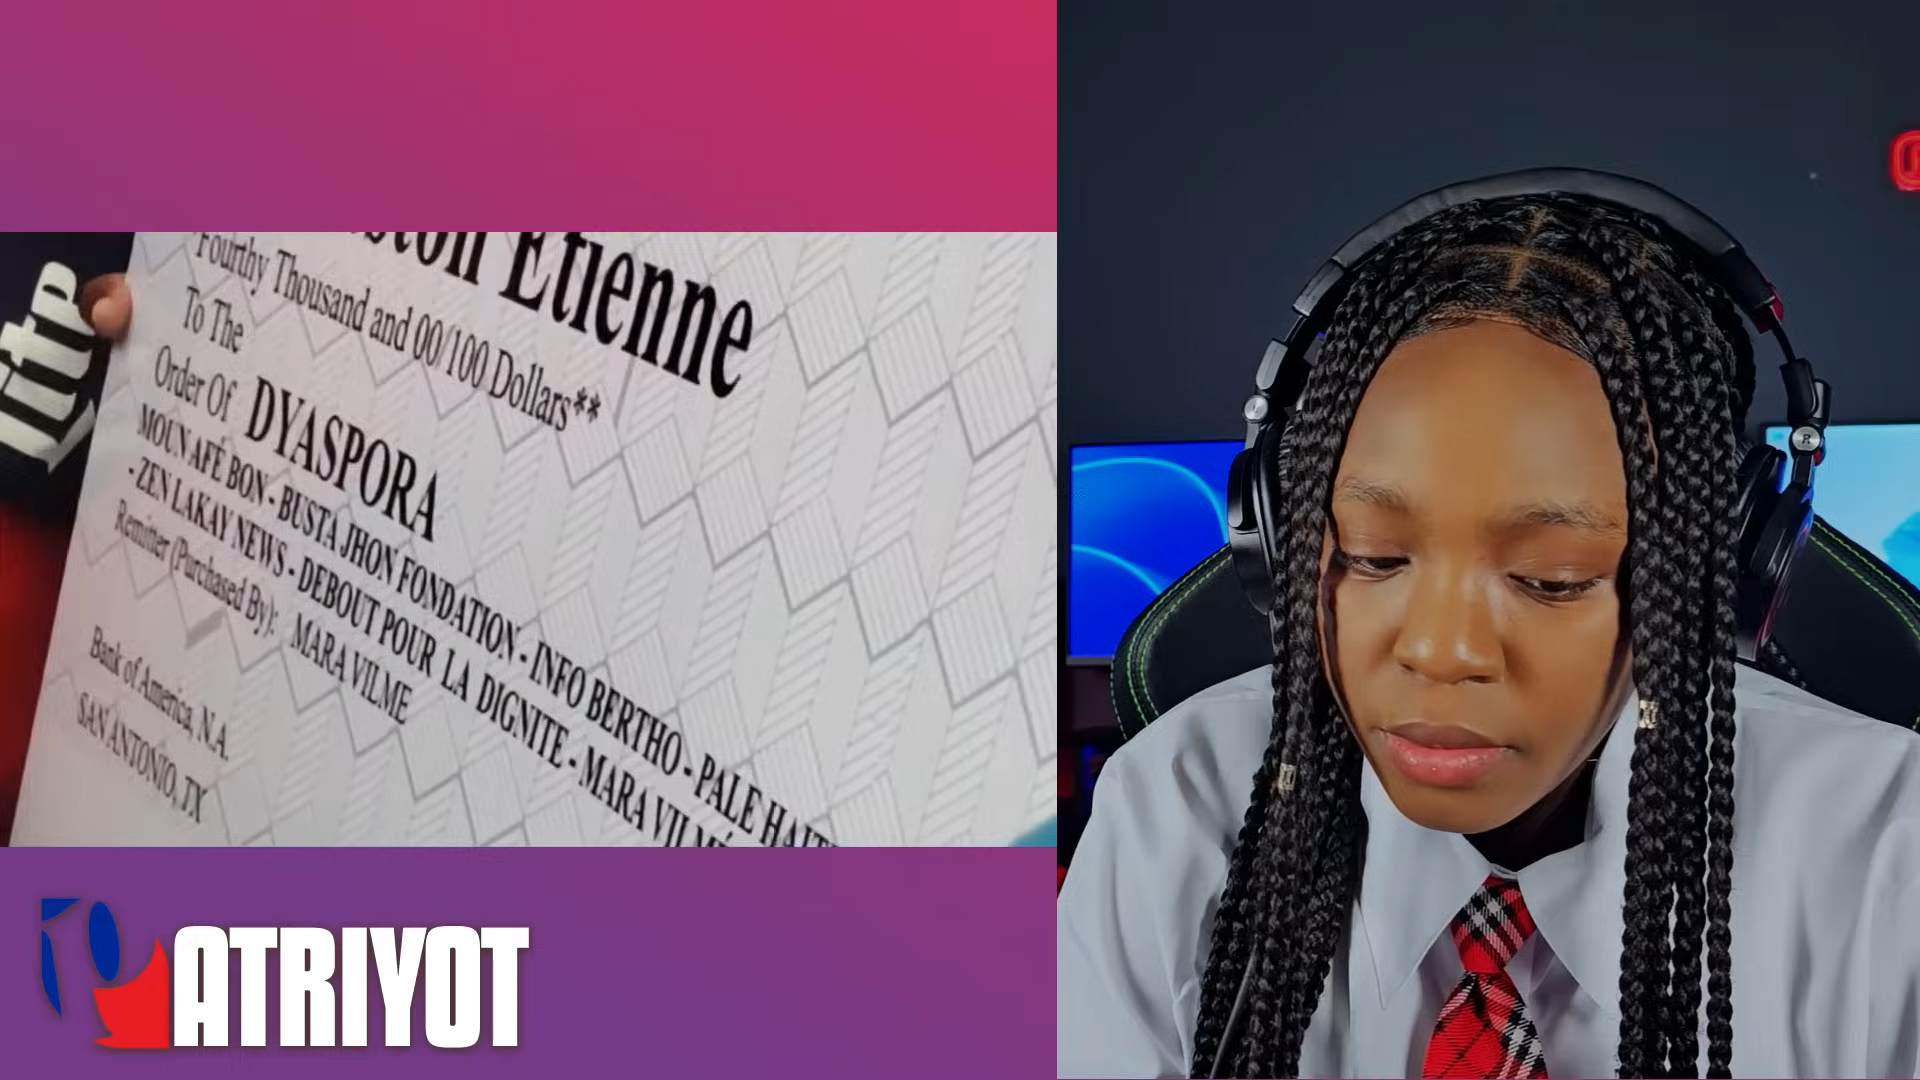 Etienne
Fourthy Thousand and 00/100 Dollars**
To The
Order Of DYASPORA
MOUN AFÉ BON - BUSTA JHON FONDATION - INFO BERTHO - PALE
- ZEN LAKAY NEWS - DEBOUT POUR LA DIGNITE - MARA
Remitter (Purchased By): MARA VILME
Bank of America, N.A.
SAN ANTONIO, TX
PATRIYOT
R